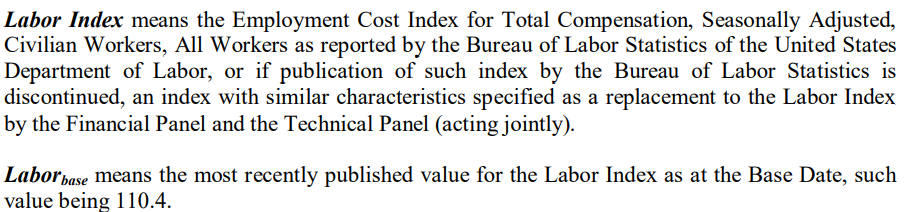 Labor Index means the Employment Cost Index for Total Compensation, Seasonally Adjusted,
Civilian Workers, All Workers as reported by the Bureau of Labor Statistics of the United States
Department of Labor, or if publication of such index by the Bureau of Labor Statistics is
discontinued, an index with similar characteristics specified as a replacement to the Labor Index
by the Financial Panel and the Technical Panel (acting jointly).
Laborbase means the most recently published value for the Labor Index as at the Base Date, such
value being 110.4.